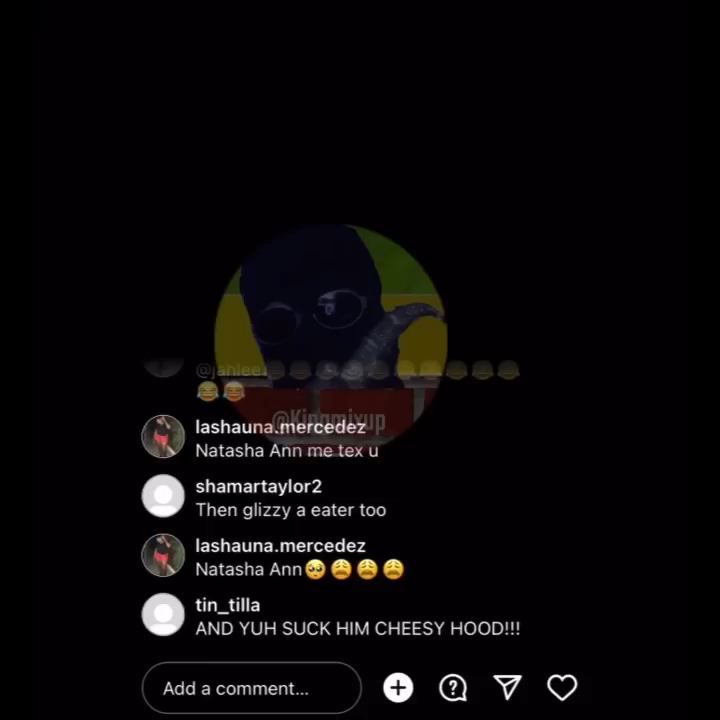 @jahlee
😂😂
@Kingmixup
lashauna.mercedez
Natasha Ann me tex u
shamartaylor2
Then glizzy a eater too
lashauna.mercedez
Natasha Ann🥺😩😩😩
tin_tilla
AND YUH SUCK HIM CHEESY HOOD!!!
Add a comment...